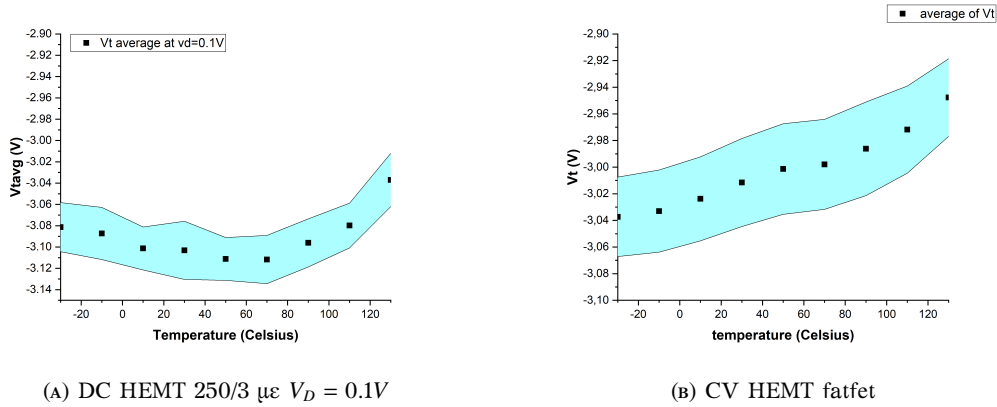 average of Vt
Vt average at vd=0.1V
Vtavg (V)
-2.90
-2.92
-2.94
-2.96
-2.98
-3.00
-3.02
-3.04
-3.06
-3.08
-3.10
-3.12
-3.14
-20 0 20 40 60 80 100 120
Temperature (Celsius)
Vt (V)
-2,90
-2,92
-2,94
-2,96
-2,98
-3,00
-3,02
-3,04
-3,06
-3,08
-3,10
-20 0 20 40 60 80 100 120
temperature (Celsius)
(A) DC HEMT 250/3 με V_D = 0.1V
(B) CV HEMT fatfet